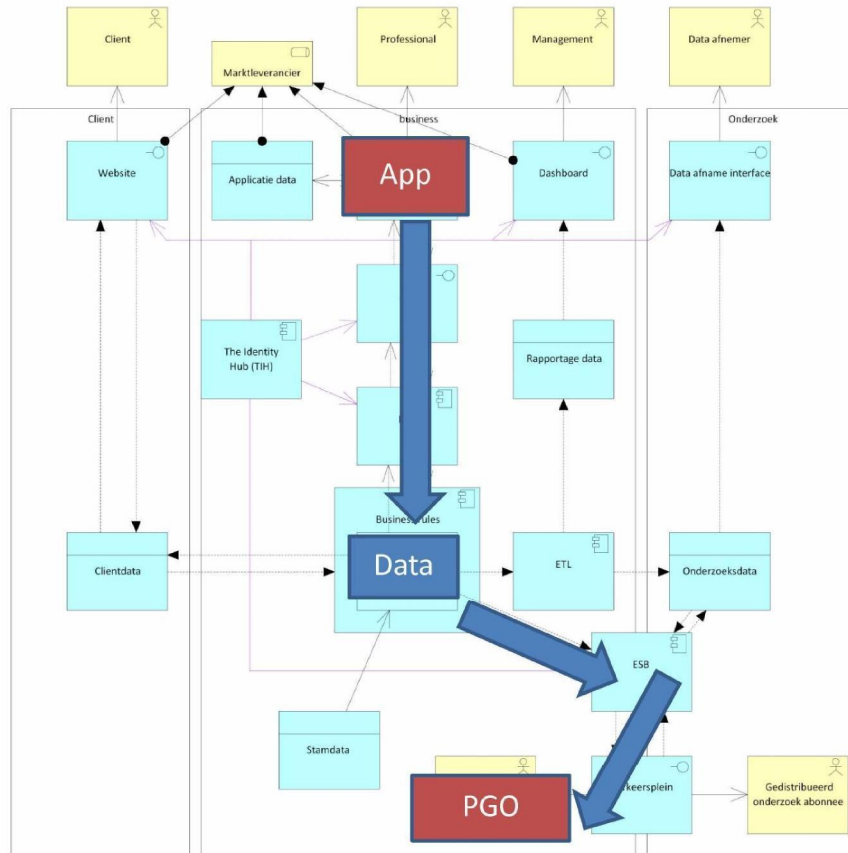 Client
Marktleverancier
Professional
Management
Data afnemer
Client
business
Onderzoek
Website
Applicatie data
App
Dashboard
Data afname interface
The Identity
Hub (TIH)
Rapportage data
Business rules
Clientdata
Data
ETL
Onderzoeksdata
ESB
Stamdata
PGO
rkeersplein
Gedistribueerd
onderzoek abonnee